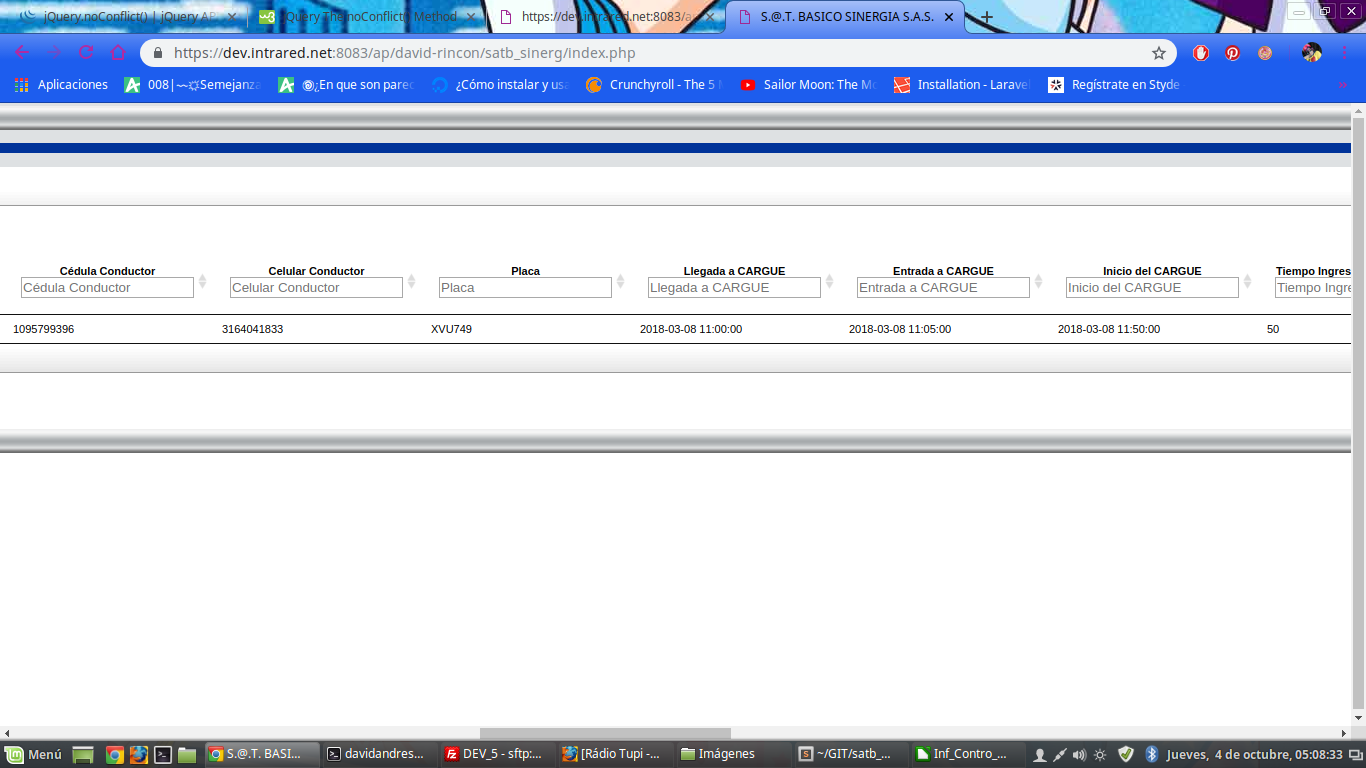 jQuery.noConflict() | jQuery AP
jQuery The noConflict() Method
https://dev.intrared.net:8083/a
S.@.T. BASICO SINERGIA S.A.S.
https://dev.intrared.net:8083/ap/david-rincon/satb_sinerg/index.php
Aplicaciones
008|~~☼Semejanza
⍟¿En que son parec
¿Cómo instalar y usa
Crunchyroll - The 5
Sailor Moon: The Mo
Installation - Larave
Regístrate en Styde
»
Cédula Conductor Celular Conductor Placa Llegada a CARGUE Entrada a CARGUE Inicio del CARGUE Tiempo Ingres
Cédula Conductor Celular Conductor Placa Llegada a CARGUE Entrada a CARGUE Inicio del CARGUE Tiempo Ingre
1095799396 3164041833 XVU749 2018-03-08 11:00:00 2018-03-08 11:05:00 2018-03-08 11:50:00 50
Menú
S.@.T. BASI...
davidandres...
DEV_5 - sftp:...
[Rádio Tupi -...
Imágenes
~/GIT/satb_...
Inf_Contro_...
Jueves, 4 de octubre, 05:08:33